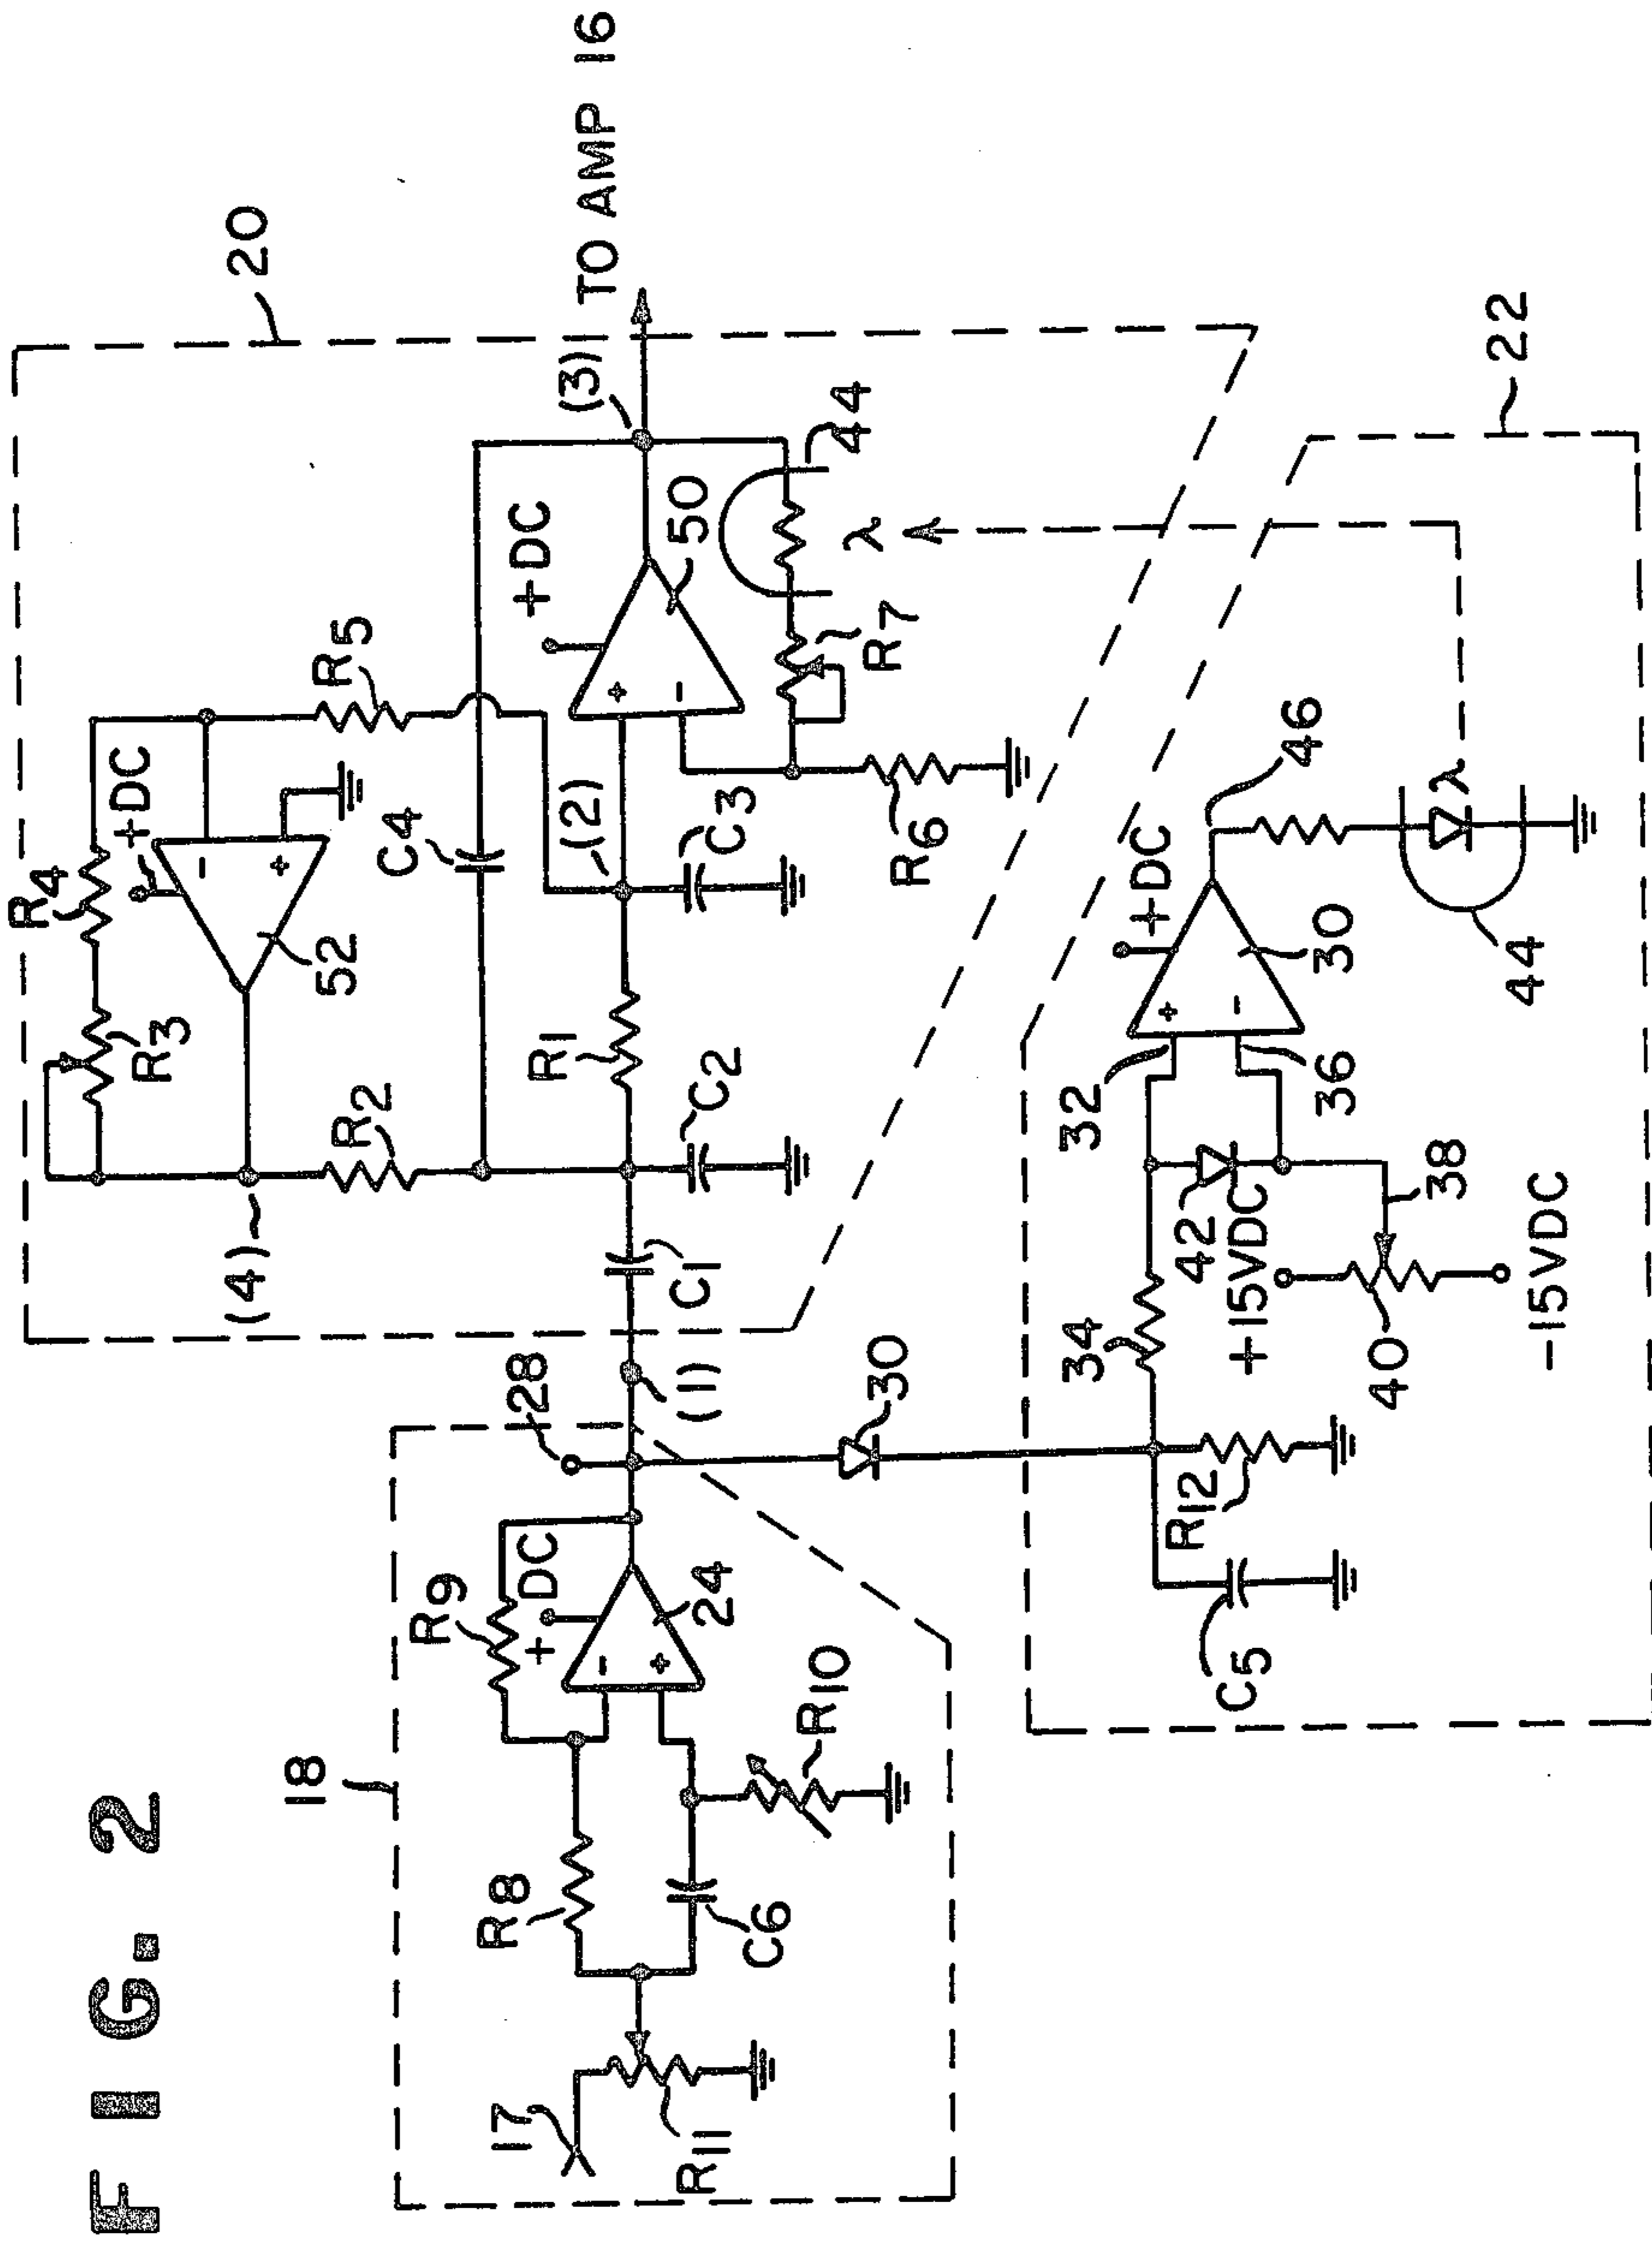 FIG. 2
18
17
R11
R8
C6
R10
R9
+DC
24
28
(1)
30
20
(4)
R3
R4
+DC
52
R2
R5
C4
C1
C2
R1
(2)
C3
+DC
+
-
50
(3)
TO AMP 16
R6
R7
λ
44
22
C5
R12
34
42
+15VDC
40
-15VDC
38
32
36
+DC
+
-
30
46
λ
44
-
+
-
+